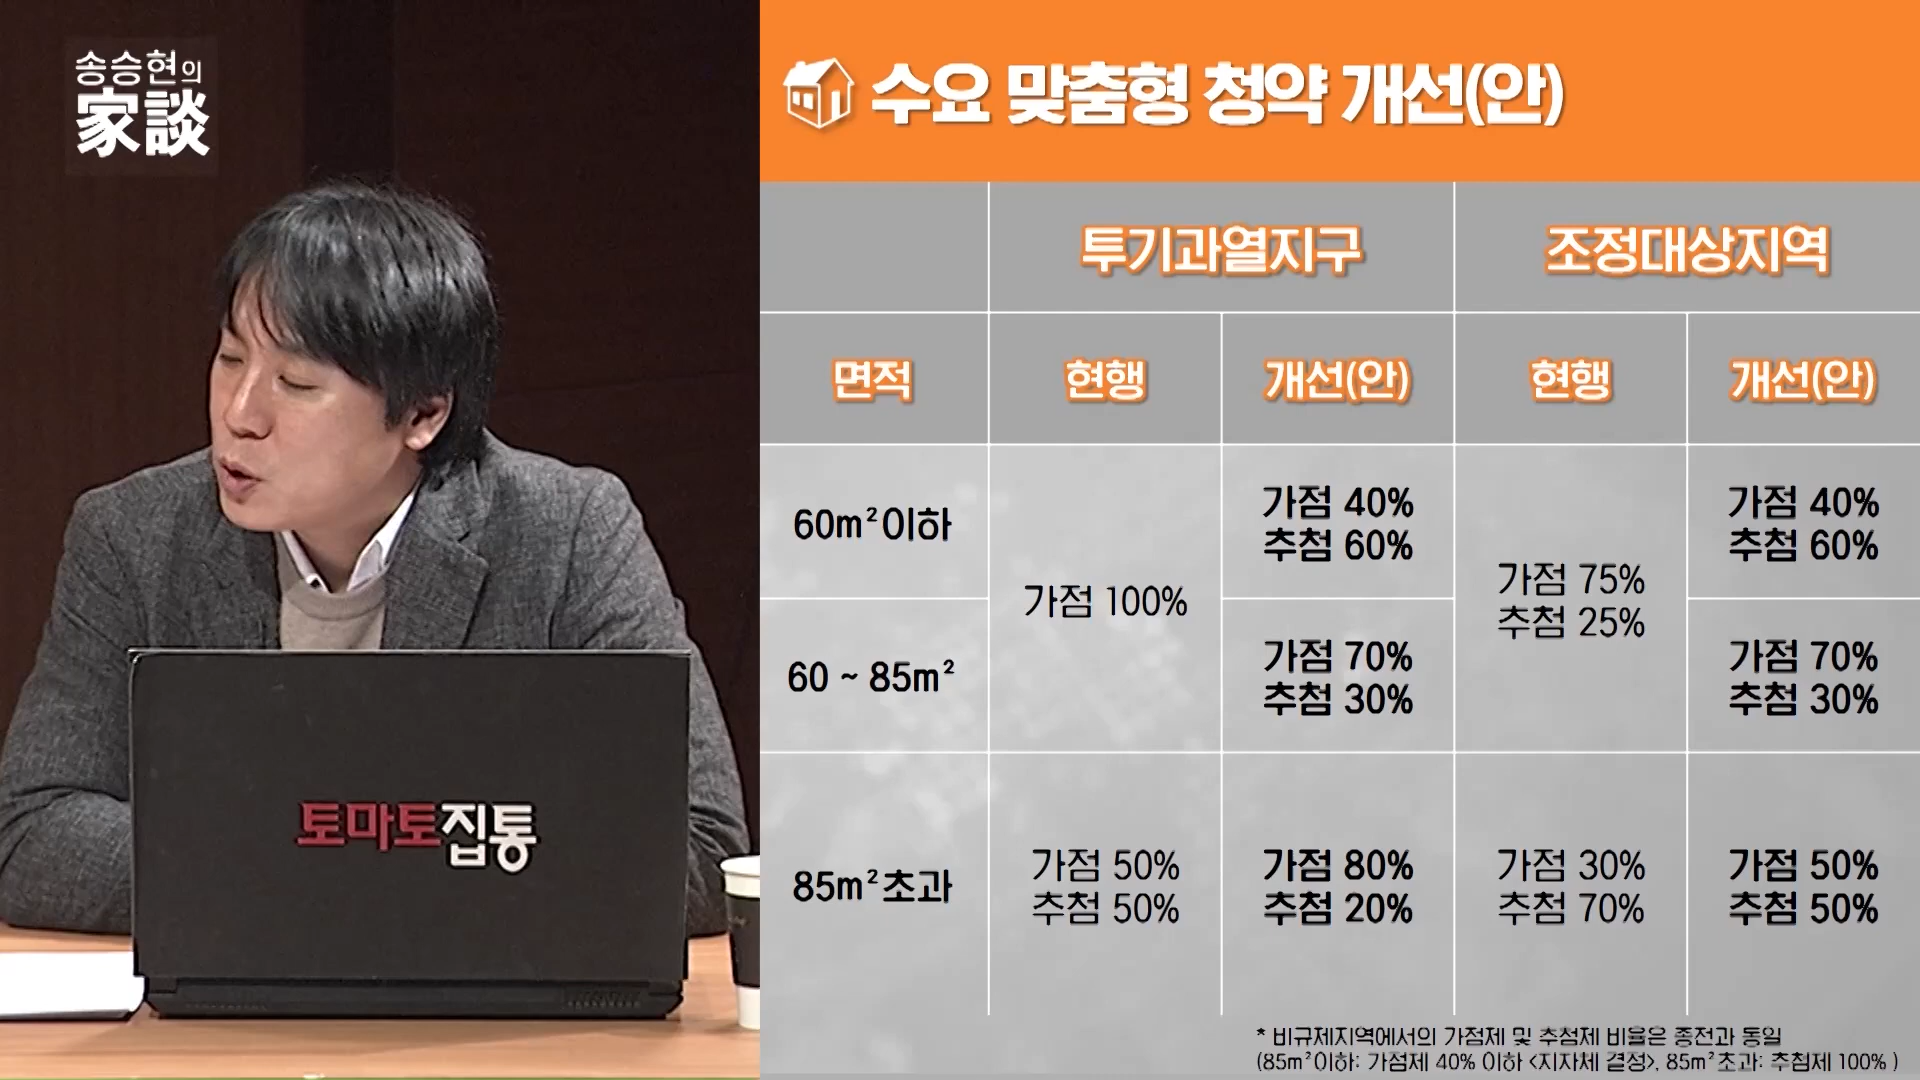 송승현의
家談
토마토집통
수요 맞춤형 청약 개선(안)
투기과열지구 조정대상지역
면적 현행 개선(안) 현행 개선(안)
60m²이하
가점 100%
가점 40%
추첨 60%
가점 75%
추첨 25%
가점 40%
추첨 60%
60 ~ 85m²
가점 70%
추첨 30%
가점 70%
추첨 30%
85m²초과
가점 50%
추첨 50%
가점 80%
추첨 20%
가점 30%
추첨 70%
가점 50%
추첨 50%
* 비규제지역에서의 가점제 및 추첨제 비율은 종전과 동일
(85m²이하: 가점제 40% 이하 <지자체 결정>, 85m²초과: 추첨제 100% )